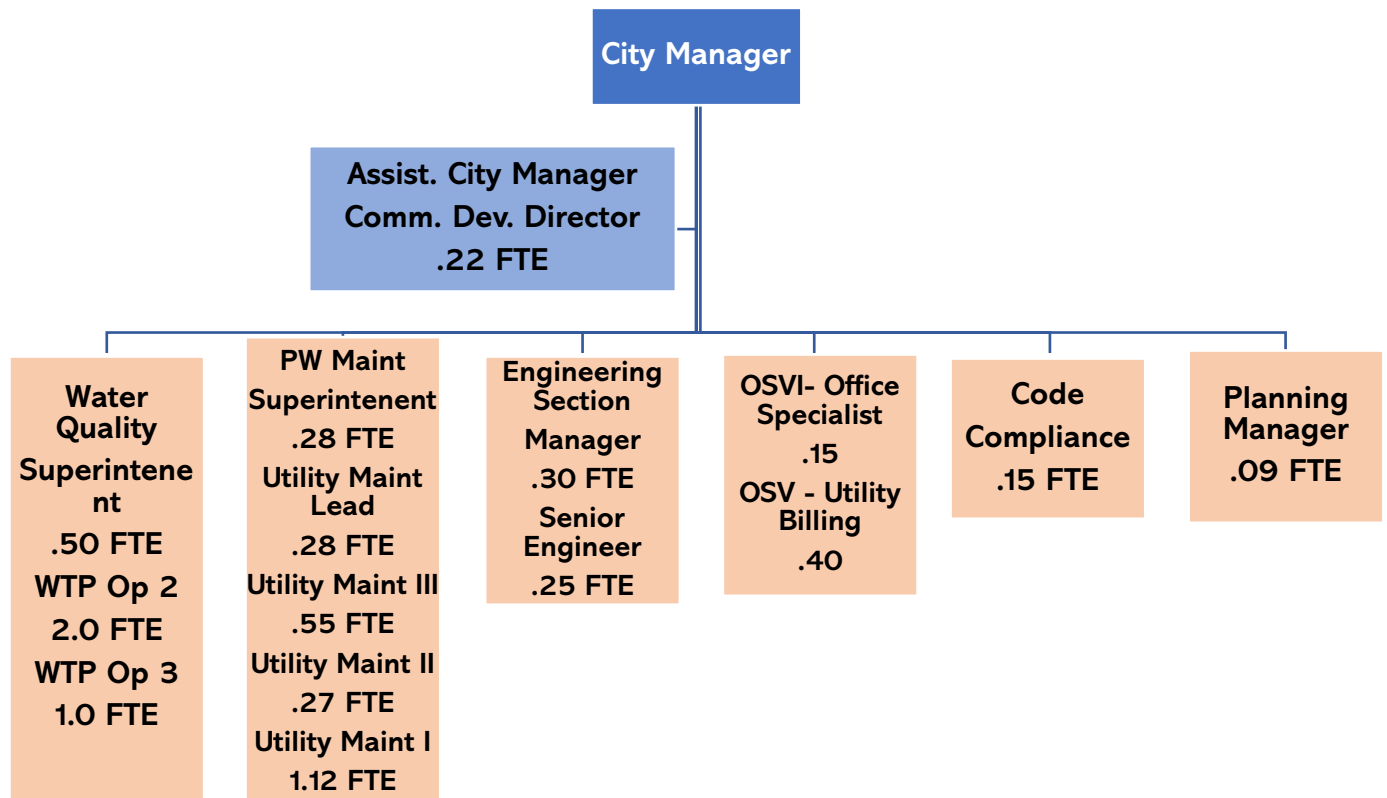 City Manager
Assist. City Manager
Comm. Dev. Director
.22 FTE
Water
Quality
Superintene
nt
.50 FTE
WTP Op 2
2.0 FTE
WTP Op 3
1.0 FTE
PW Maint
Superintenent
.28 FTE
Utility Maint
Lead
.28 FTE
Utility Maint III
.55 FTE
Utility Maint II
.27 FTE
Utility Maint I
1.12 FTE
Engineering
Section
Manager
.30 FTE
Senior
Engineer
.25 FTE
OSVI- Office
Specialist
.15
OSV - Utility
Billing
.40
Code
Compliance
.15 FTE
Planning
Manager
.09 FTE